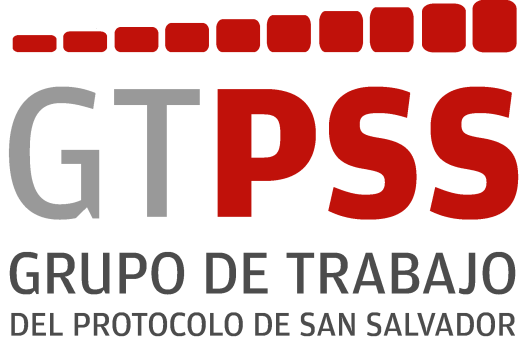 GTPSS
GRUPO DE TRABAJO
DEL PROTOCOLO DE SAN SALVADOR